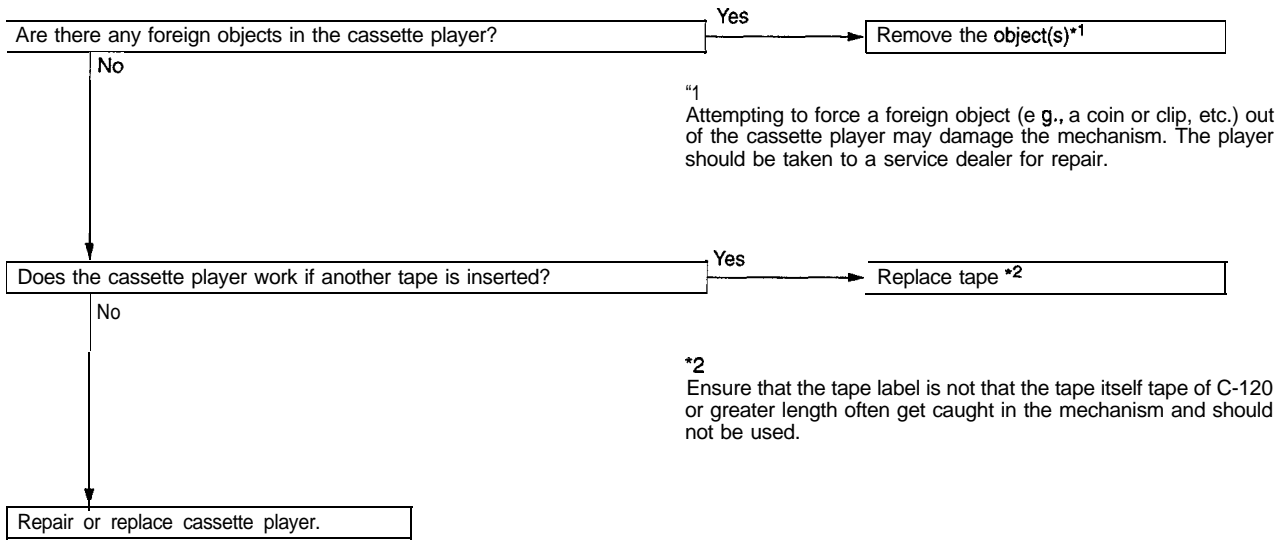 Yes
Are there any foreign objects in the cassette player?
Remove the object(s)*1
No
“1
Attempting to force a foreign object (e g., a coin or clip, etc.) out
of the cassette player may damage the mechanism. The player
should be taken to a service dealer for repair.
Yes
Does the cassette player work if another tape is inserted?
Replace tape *2
No
*2
Ensure that the tape label is not that the tape itself tape of C-120
or greater length often get caught in the mechanism and should
not be used.
Repair or replace cassette player.